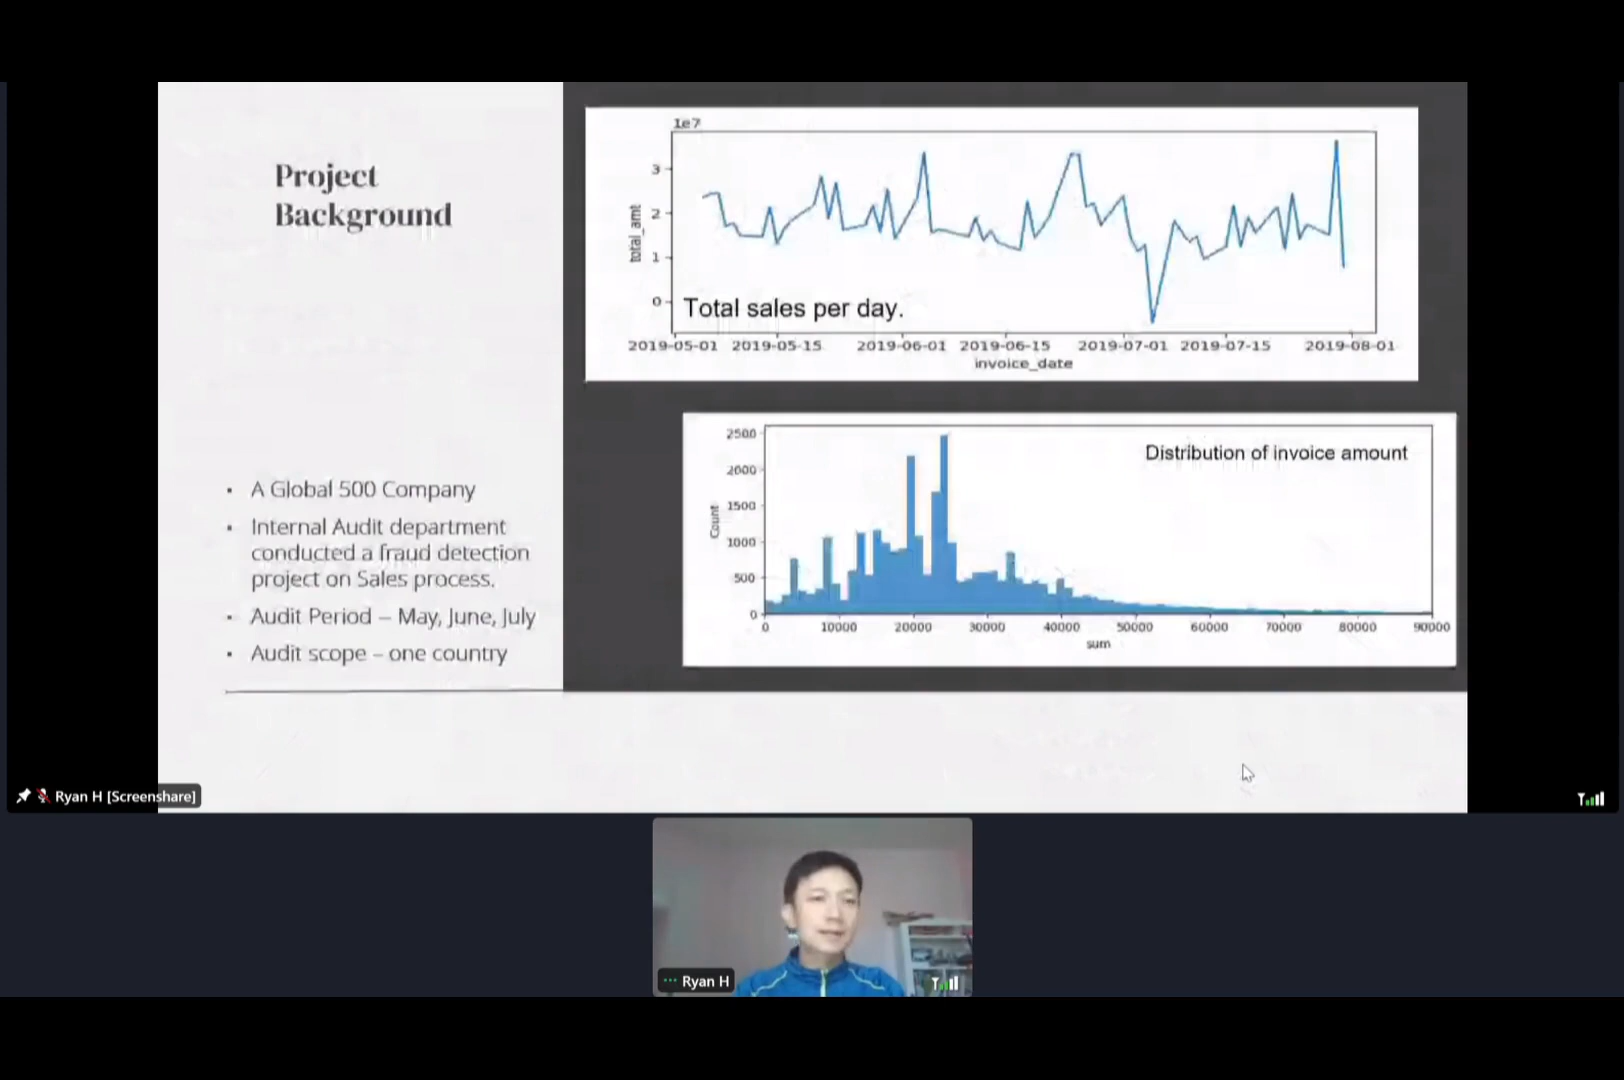 Project
Background
• A Global 500 Company
• Internal Audit department
conducted a fraud detection
project on Sales process.
• Audit Period – May, June, July
• Audit scope – one country
1e7
3
2
1
0
total_amt
Total sales per day.
2019-05-01 2019-05-15 2019-06-01 2019-06-15 2019-07-01 2019-07-15 2019-08-01
invoice_date
Distribution of invoice amount
2500
2000
1500
1000
500
0
Count
0 10000 20000 30000 40000 50000 60000 70000 80000 90000
sum
Ryan H [Screenshare]
Ryan H